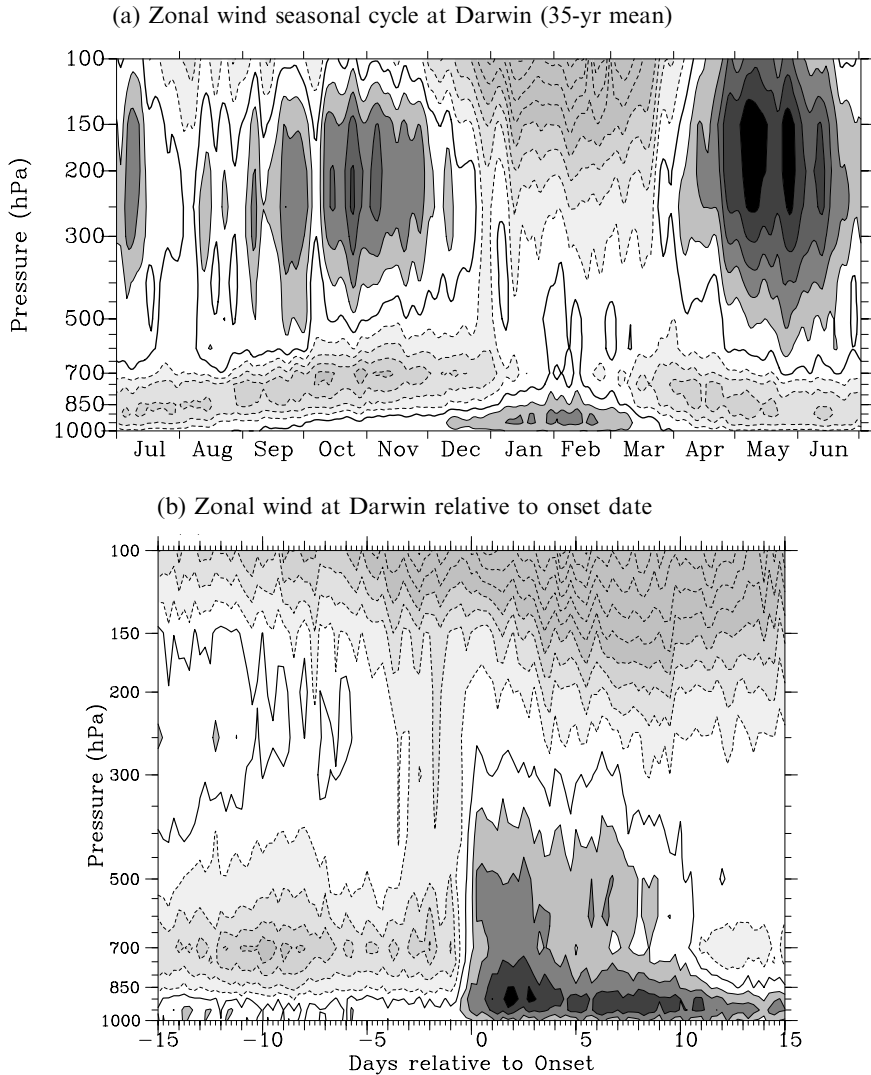 (a) Zonal wind seasonal cycle at Darwin (35-yr mean)
Pressure (hPa)
100
150
200
300
500
700
850
1000
Jul Aug Sep Oct Nov Dec Jan Feb Mar Apr May Jun
(b) Zonal wind at Darwin relative to onset date
Pressure (hPa)
100
150
200
300
500
700
850
1000
−15 −10 −5 0 5 10 15
Days relative to Onset